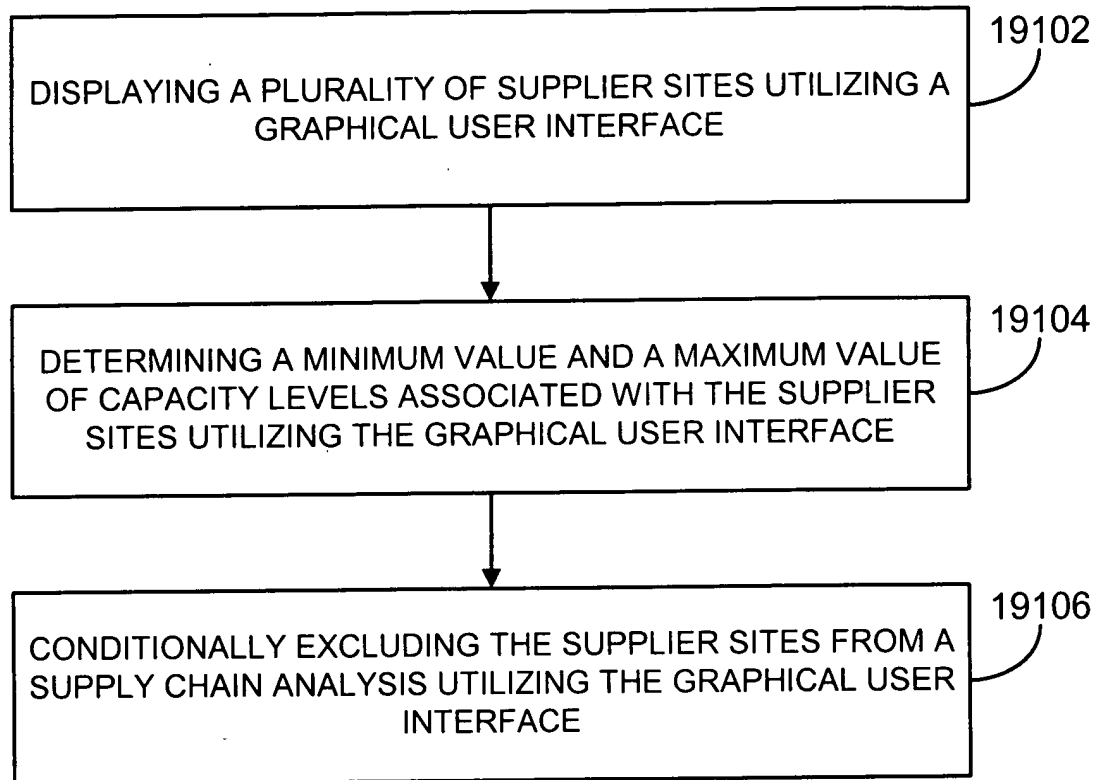 19102
DISPLAYING A PLURALITY OF SUPPLIER SITES UTILIZING A
GRAPHICAL USER INTERFACE
19104
DETERMINING A MINIMUM VALUE AND A MAXIMUM VALUE
OF CAPACITY LEVELS ASSOCIATED WITH THE SUPPLIER
SITES UTILIZING THE GRAPHICAL USER INTERFACE
19106
CONDITIONALLY EXCLUDING THE SUPPLIER SITES FROM A
SUPPLY CHAIN ANALYSIS UTILIZING THE GRAPHICAL USER
INTERFACE